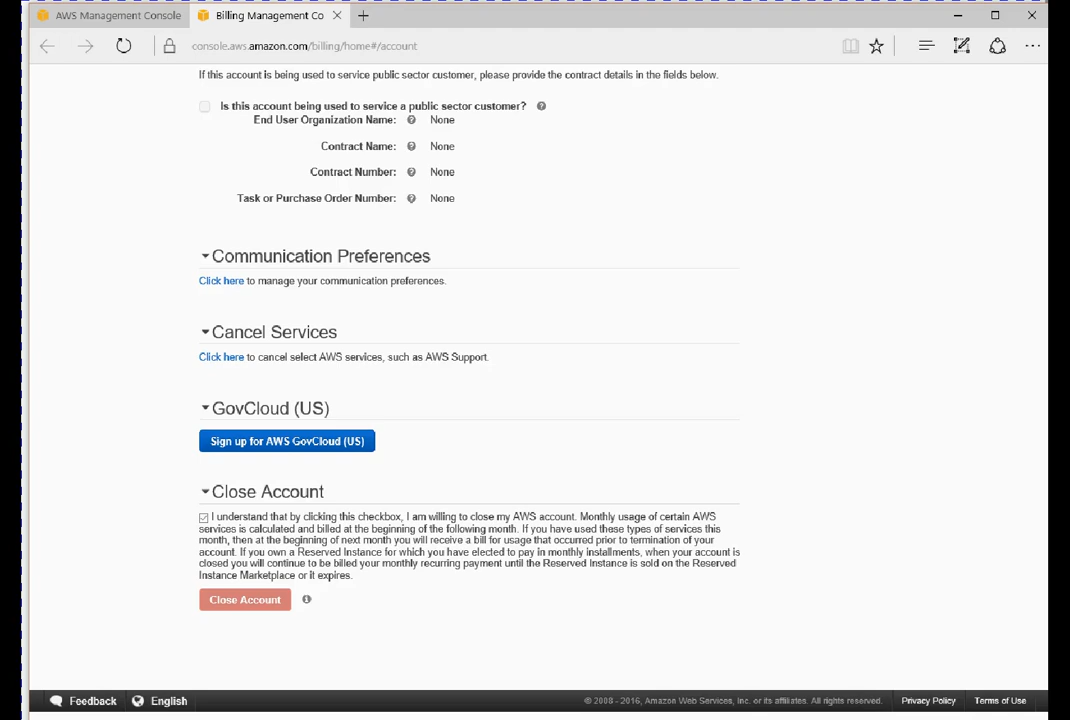 AWS Management Console
Billing Management Co
console.aws.amazon.com/billing/home#/account
If this account is being used to service public sector customer, please provide the contract details in the fields below.
Is this account being used to service a public sector customer?
End User Organization Name: None
Contract Name: None
Contract Number: None
Task or Purchase Order Number: None
Communication Preferences
Click here to manage your communication preferences.
Cancel Services
Click here to cancel select AWS services, such as AWS Support.
GovCloud (US)
Sign up for AWS GovCloud (US)
Close Account
I understand that by clicking this checkbox, I am willing to close my AWS account. Monthly usage of certain AWS
services is calculated and billed at the beginning of the following month. If you have used these types of services this
month, then at the beginning of next month you will receive a bill for usage that occurred prior to termination of your
account. If you own a Reserved Instance for which you have elected to pay in monthly installments, when your account is
closed you will continue to be billed your monthly recurring payment until the Reserved Instance is sold on the Reserved
Instance Marketplace or it expires.
Close Account
Feedback English © 2008 - 2016, Amazon Web Services, Inc. or its affiliates. All rights reserved. Privacy Policy Terms of Use